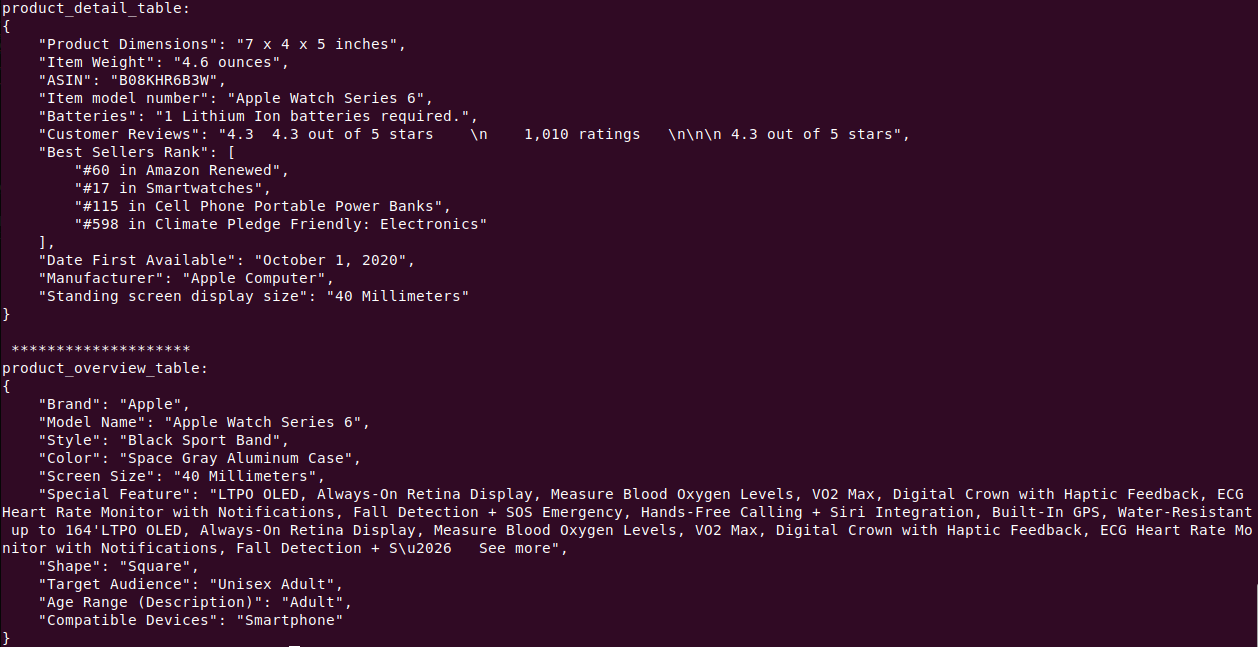 product_detail_table:
{
    "Product Dimensions": "7 x 4 x 5 inches",
    "Item Weight": "4.6 ounces",
    "ASIN": "B08KHR6B3W",
    "Item model number": "Apple Watch Series 6",
    "Batteries": "1 Lithium Ion batteries required.",
    "Customer Reviews": "4.3  4.3 out of 5 stars    \n    1,010 ratings   \n\n\n 4.3 out of 5 stars",
    "Best Sellers Rank": [
        "#60 in Amazon Renewed",
        "#17 in Smartwatches",
        "#115 in Cell Phone Portable Power Banks",
        "#598 in Climate Pledge Friendly: Electronics"
    ],
    "Date First Available": "October 1, 2020",
    "Manufacturer": "Apple Computer",
    "Standing screen display size": "40 Millimeters"
}
 ********************
product_overview_table:
{
    "Brand": "Apple",
    "Model Name": "Apple Watch Series 6",
    "Style": "Black Sport Band",
    "Color": "Space Gray Aluminum Case",
    "Screen Size": "40 Millimeters",
    "Special Feature": "LTPO OLED, Always-On Retina Display, Measure Blood Oxygen Levels, VO2 Max, Digital Crown with Haptic Feedback, ECG
Heart Rate Monitor with Notifications, Fall Detection + SOS Emergency, Hands-Free Calling + Siri Integration, Built-In GPS, Water-Resistant
 up to 164'LTPO OLED, Always-On Retina Display, Measure Blood Oxygen Levels, VO2 Max, Digital Crown with Haptic Feedback, ECG Heart Rate Mo
nitor with Notifications, Fall Detection + S\u2026   See more",
    "Shape": "Square",
    "Target Audience": "Unisex Adult",
    "Age Range (Description)": "Adult",
    "Compatible Devices": "Smartphone"
}